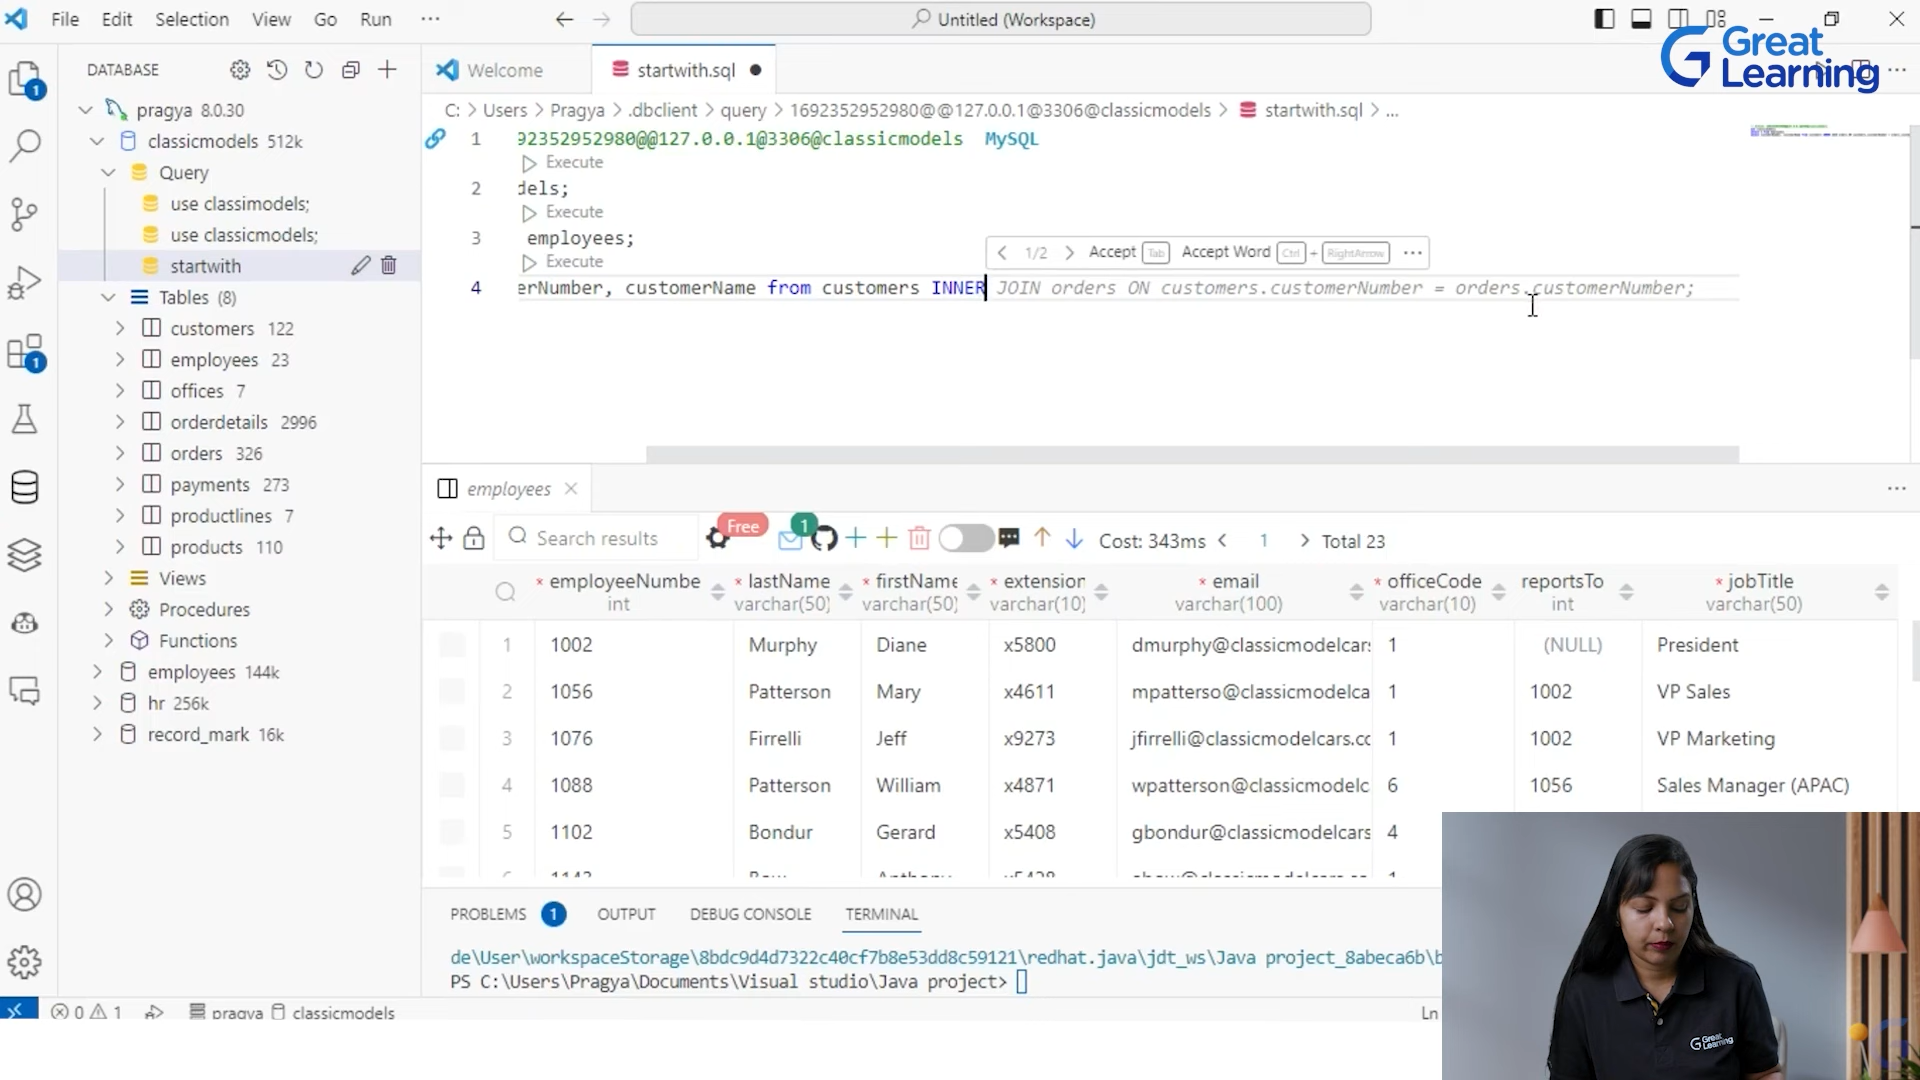 File Edit Selection View Go Run ... Untitled (Workspace)
Great Learning
DATABASE
Welcome startwith.sql
C: > Users > Pragya > .dbclient > query > 1692352952980@@127.0.0.1@3306@classicmodels > startwith.sql > ...
pragya 8.0.30
classicmodels 512k
Query
use classimodels;
use classicmodels;
startwith
Tables (8)
customers 122
employees 23
offices 7
orderdetails 2996
orders 326
payments 273
productlines 7
products 110
Views
Procedures
Functions
employees 144k
hr 256k
record_mark 16k
1 92352952980@@127.0.0.1@3306@classicmodels MySQL
Execute
2 dels;
Execute
3 employees;
1/2 Accept Tab Accept Word Ctrl + RightArrow ...
Execute
4 erNumber, customerName from customers INNER JOIN orders ON customers.customerNumber = orders.customerNumber;
employees
Search results Free 1 Cost: 343ms 1 Total 23
* employeeNumbe * lastName * firstName * extension * email * officeCode reportsTo * jobTitle
int varchar(50) varchar(50) varchar(10) varchar(100) varchar(10) int varchar(50)
1 1002 Murphy Diane x5800 dmurphy@classicmodelcar 1 (NULL) President
2 1056 Patterson Mary x4611 mpatterso@classicmodelca 1 1002 VP Sales
3 1076 Firrelli Jeff x9273 jfirrelli@classicmodelcars.cc 1 1002 VP Marketing
4 1088 Patterson William x4871 wpatterson@classicmodelc 6 1056 Sales Manager (APAC)
5 1102 Bondur Gerard x5408 gbondur@classicmodelcars 4
PROBLEMS 1 OUTPUT DEBUG CONSOLE TERMINAL
de\User\workspaceStorage\8bdc9d4d7322c40cf7b8e53dd8c59121\redhat.java\jdt_ws\Java project_8abeca6b\b
PS C:\Users\Pragya\Documents\Visual studio\Java project>
0 1 pragya classicmodels Ln
Great Learning